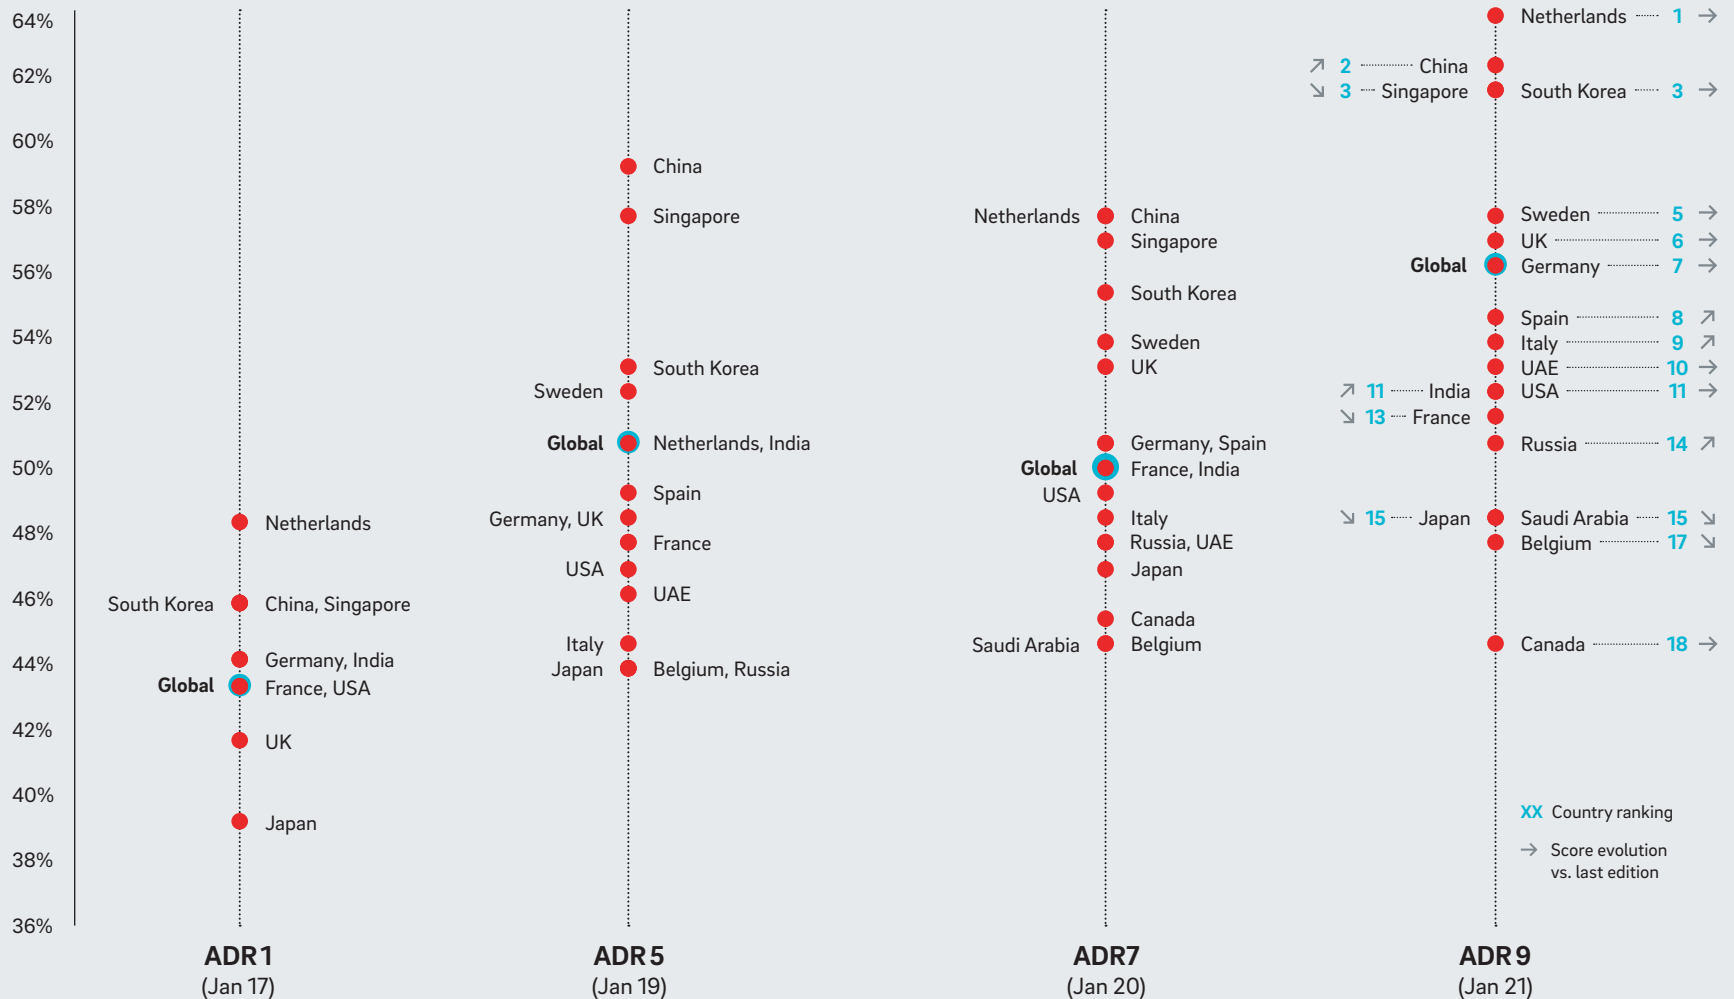 64%
62%
60%
58%
56%
54%
52%
50%
48%
46%
44%
42%
40%
38%
36%
Netherlands
South Korea
China, Singapore
Germany, India
Global
France, USA
UK
Japan
ADR 1
(Jan 17)
China
Singapore
South Korea
Sweden
Global
Netherlands, India
Spain
Germany, UK
France
USA
UAE
Italy
Japan
Belgium, Russia
ADR 5
(Jan 19)
Netherlands
China
Singapore
South Korea
Sweden
UK
Germany, Spain
Global
France, India
USA
Italy
Russia, UAE
Japan
Canada
Saudi Arabia
Belgium
ADR7
(Jan 20)
Netherlands 1 →
↗ 2 China
↘ 3 Singapore
South Korea 3 →
Sweden 5 →
UK 6 →
Global
Germany 7 →
Spain 8 ↗
Italy 9 ↗
UAE 10 →
↗ 11 India
USA 11 →
↘ 13 France
Russia 14 ↗
↘ 15 Japan
Saudi Arabia 15 ↘
Belgium 17 ↘
Canada 18 →
XX Country ranking
→ Score evolution
vs. last edition
ADR 9
(Jan 21)